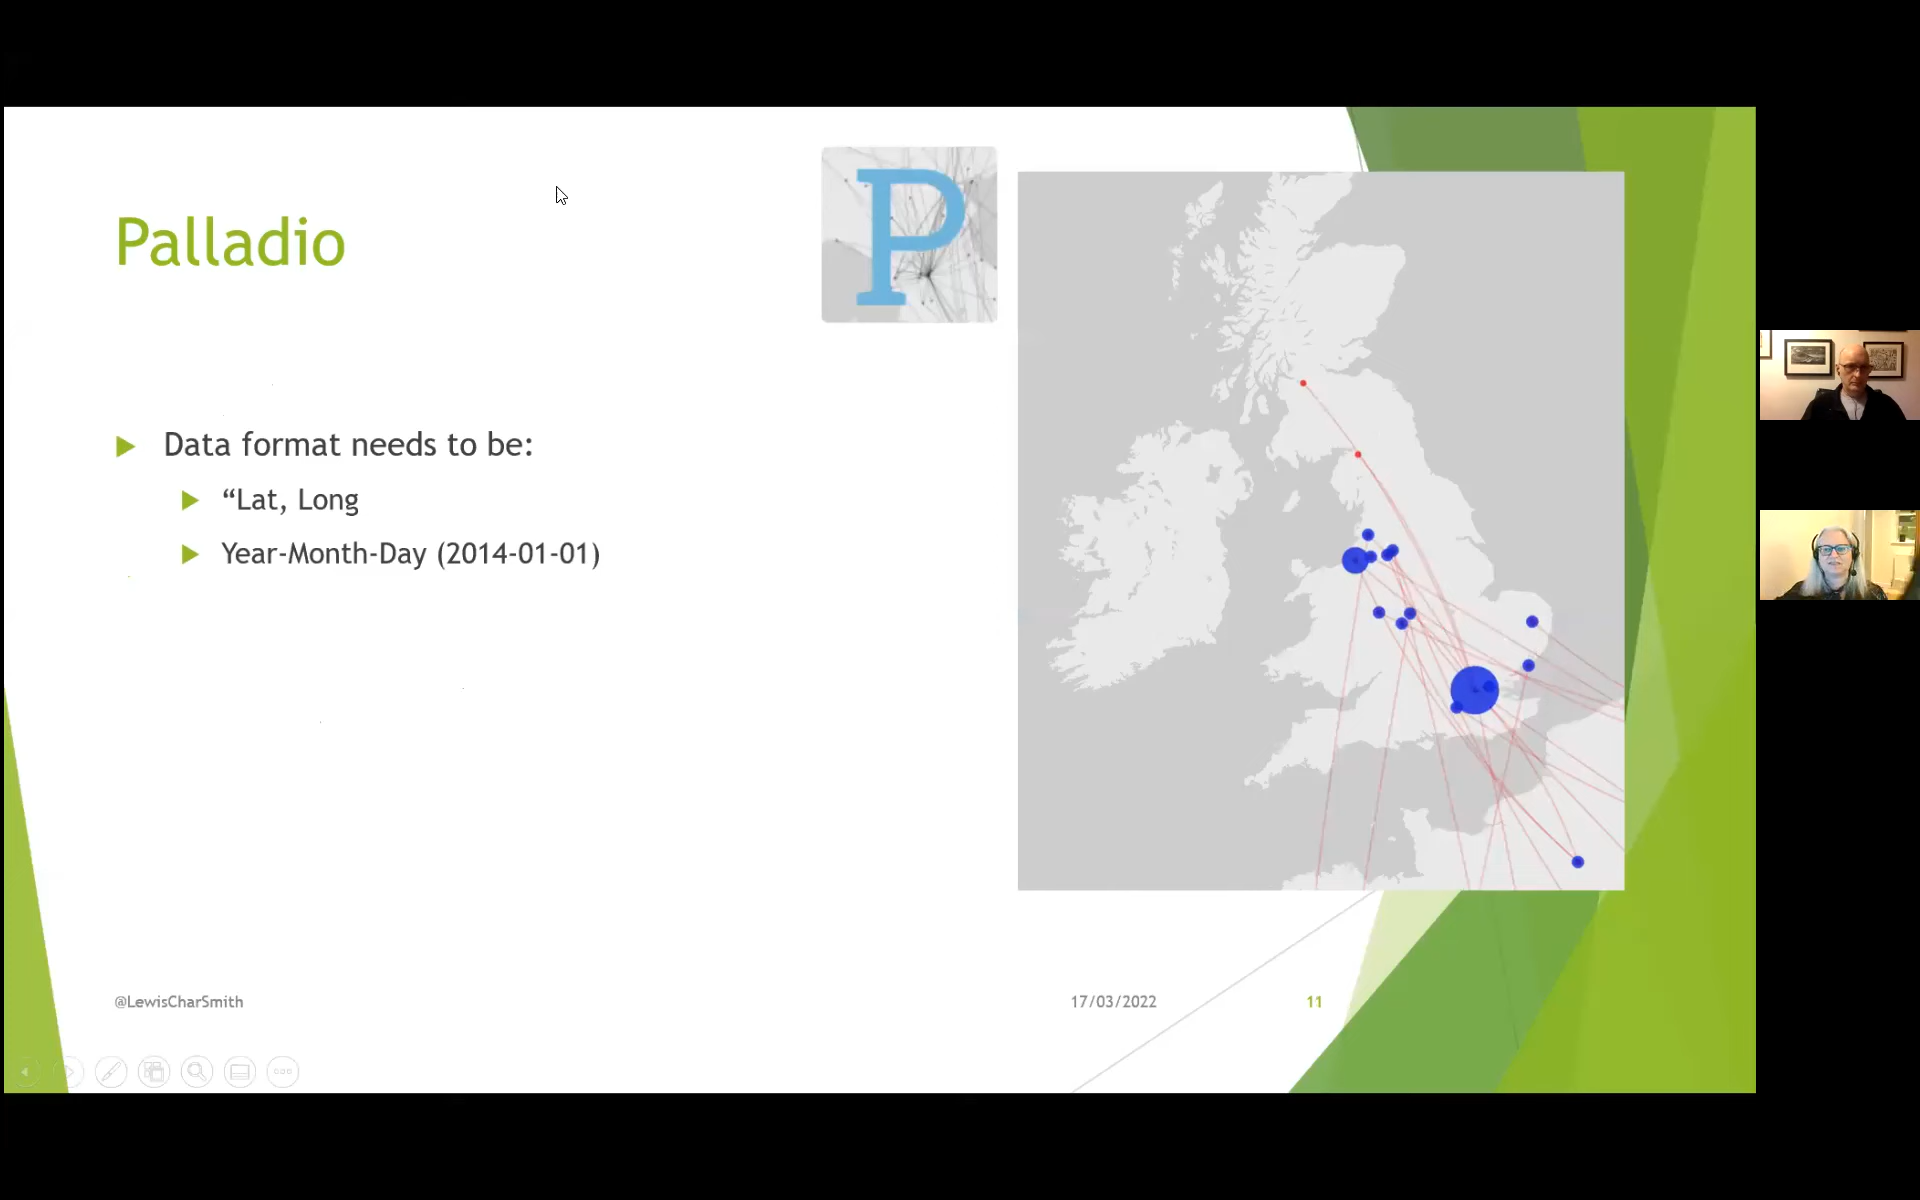 P
Palladio
Data format needs to be:
“Lat, Long
Year-Month-Day (2014-01-01)
@LewisCharSmith
17/03/2022
11